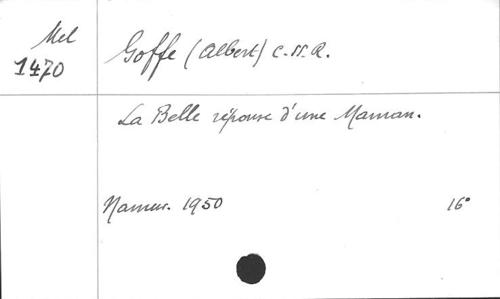 Mel
1470
Goffe (Albert) C.SS.R.
La Belle réponse d'une Maman.
Namur. 1950 16°